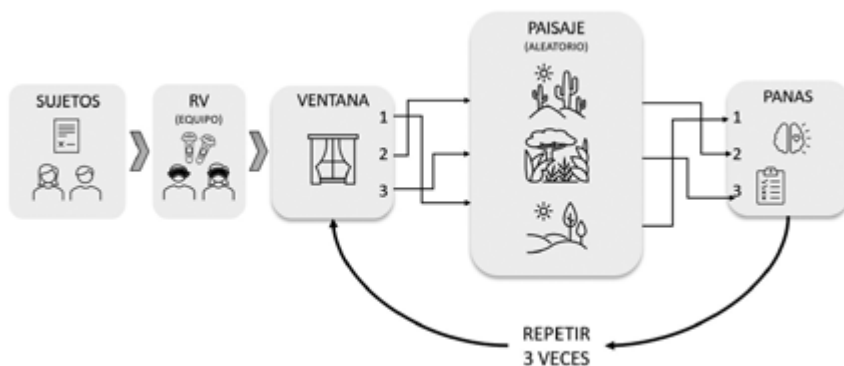 SUJETOS
RV
(EQUIPO)
VENTANA
1
2
3
PAISAJE
(ALEATORIO)
PANAS
1
2
3
REPETIR
3 VECES